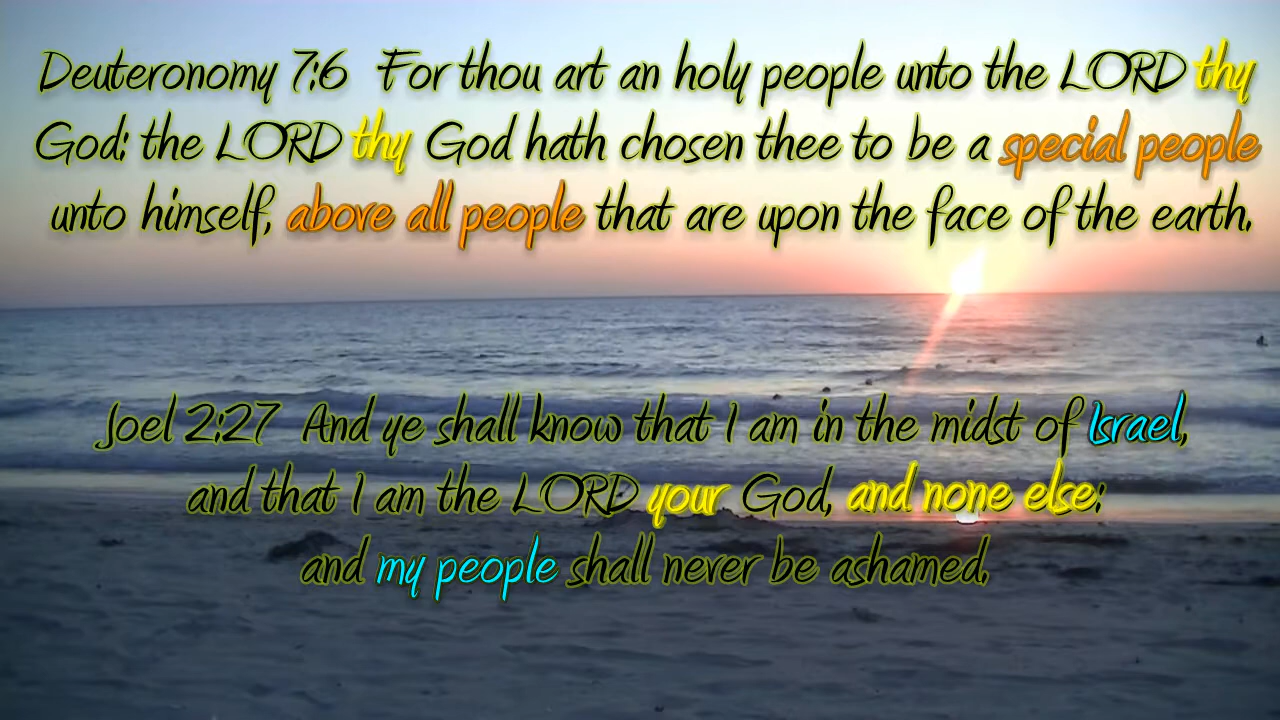 Deuteronomy 7:6 For thou art an holy people unto the LORD thy
God: the LORD thy God hath chosen thee to be a special people
unto himself, above all people that are upon the face of the earth.
Joel 2:27 And ye shall know that I am in the midst of Israel,
and that I am the LORD your God, and none else:
and my people shall never be ashamed.